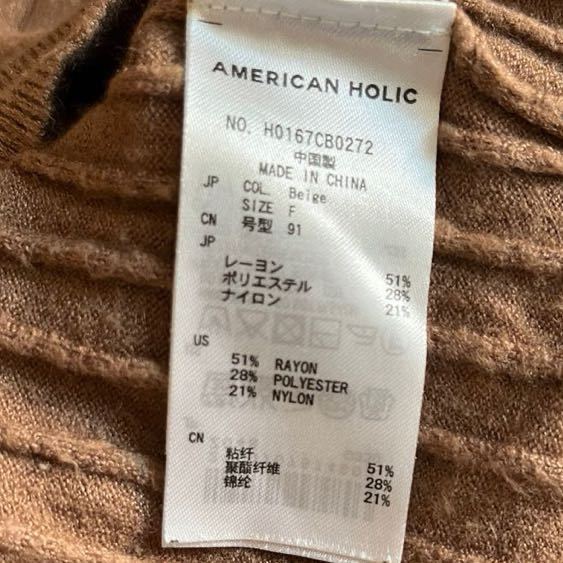 AMERICAN HOLIC
NO. H0167CB0272
中国製
MADE IN CHINA
JP COL. Beige
SIZE F
CN 号型 91
JP
レーヨン 51%
ポリエステル 28%
ナイロン 21%
US
51% RAYON
28% POLYESTER
21% NYLON
CN
粘纤 51%
聚酯纤维 28%
锦纶 21%